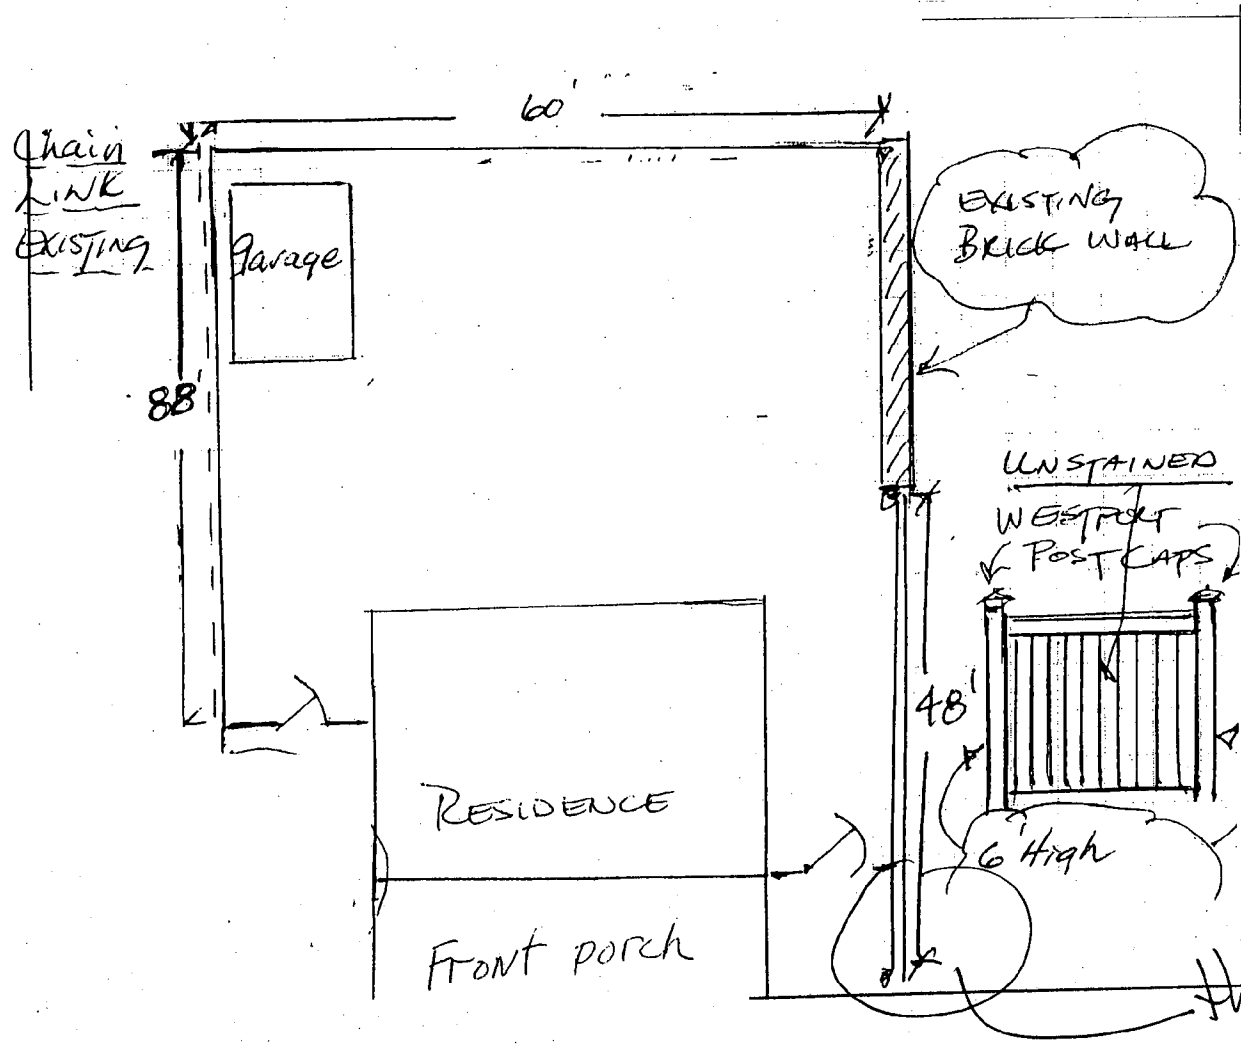 60'
Chain
LINK
EXISTING
Garage
EXISTING
BRICK WALL
88'
UNSTAINED
WESTPORT
POST CAPS
48'
RESIDENCE
6' High
Front porch